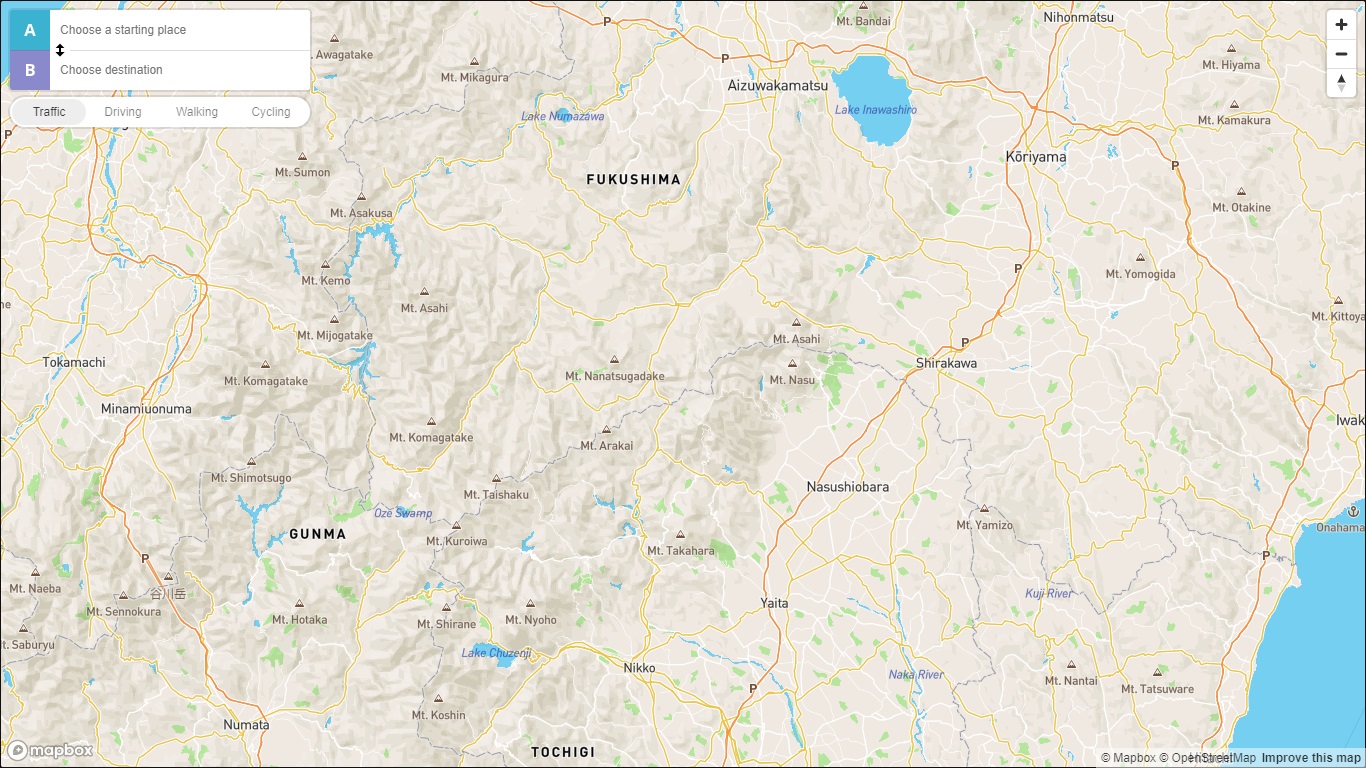 A
Choose a starting place
B
Choose destination
Traffic
Driving
Walking
Cycling
Mt. Bandai
Nihonmatsu
P
Awagatake
Mt. Mikagura
P
Aizuwakamatsu
Mt. Hiyama
Lake Numazawa
Lake Inawashiro
Mt. Kamakura
P
Kōriyama
Mt. Sumon
FUKUSHIMA
P
Mt. Asakusa
Mt. Otakine
Mt. Kemo
P
Mt. Yomogida
Mt. Asahi
Mt. Kittoya
Mt. Mijogatake
Mt. Asahi
P
Tokamachi
Shirakawa
Mt. Komagatake
Mt. Nanatsugadake
Mt. Nasu
Minamiuonuma
Iwak
Mt. Komagatake
Mt. Arakai
Mt. Shimotsugo
Mt. Taishaku
Nasushiobara
Oze Swamp
Mt. Yamizo
Onahama
GUNMA
Mt. Kuroiwa
Mt. Takahara
P
P
Mt. Naeba
谷川岳
Kuji River
Mt. Sennokura
Mt. Hotaka
Mt. Shirane
Mt. Nyoho
Yaita
t. Saburyu
Lake Chuzenji
Nikko
Naka River
Mt. Nantai
Mt. Tatsuware
P
Mt. Koshin
Numata
TOCHIGI
mapbox
© Mapbox © OpenStreetMap Improve this map